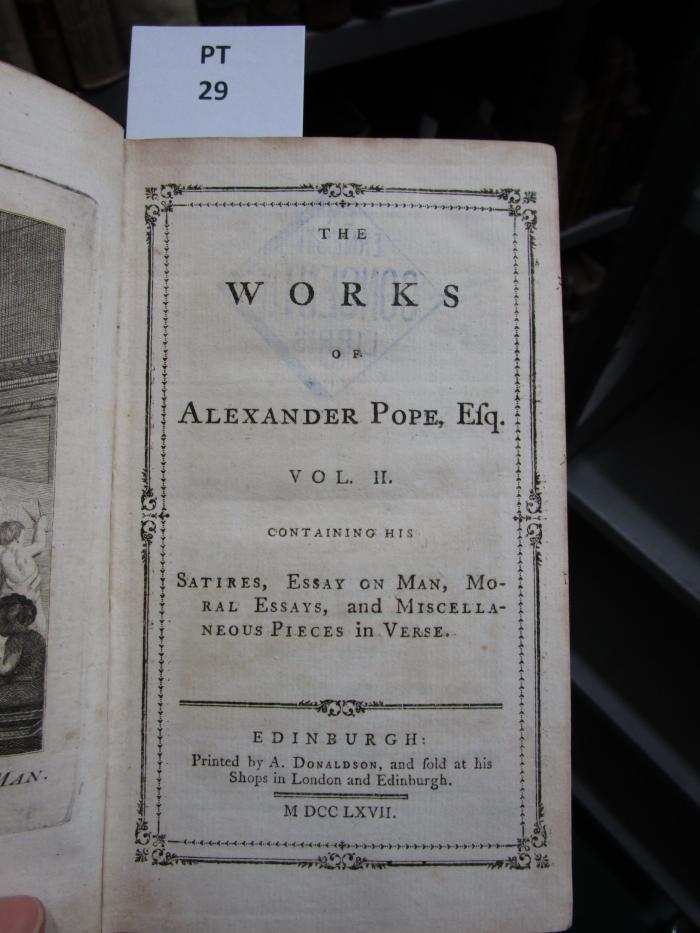 PT
29
THE
WORKS
OF
ALEXANDER POPE, Eſq.
VOL. II.
CONTAINING HIS
SATIRES, ESSAY ON MAN, MO-
RAL ESSAYS, and MISCELLA-
NEOUS PIECES in VERSE.
EDINBURGH:
Printed by A. DONALDSON, and ſold at his
Shops in London and Edinburgh.
M DCC LXVII.
MAN.